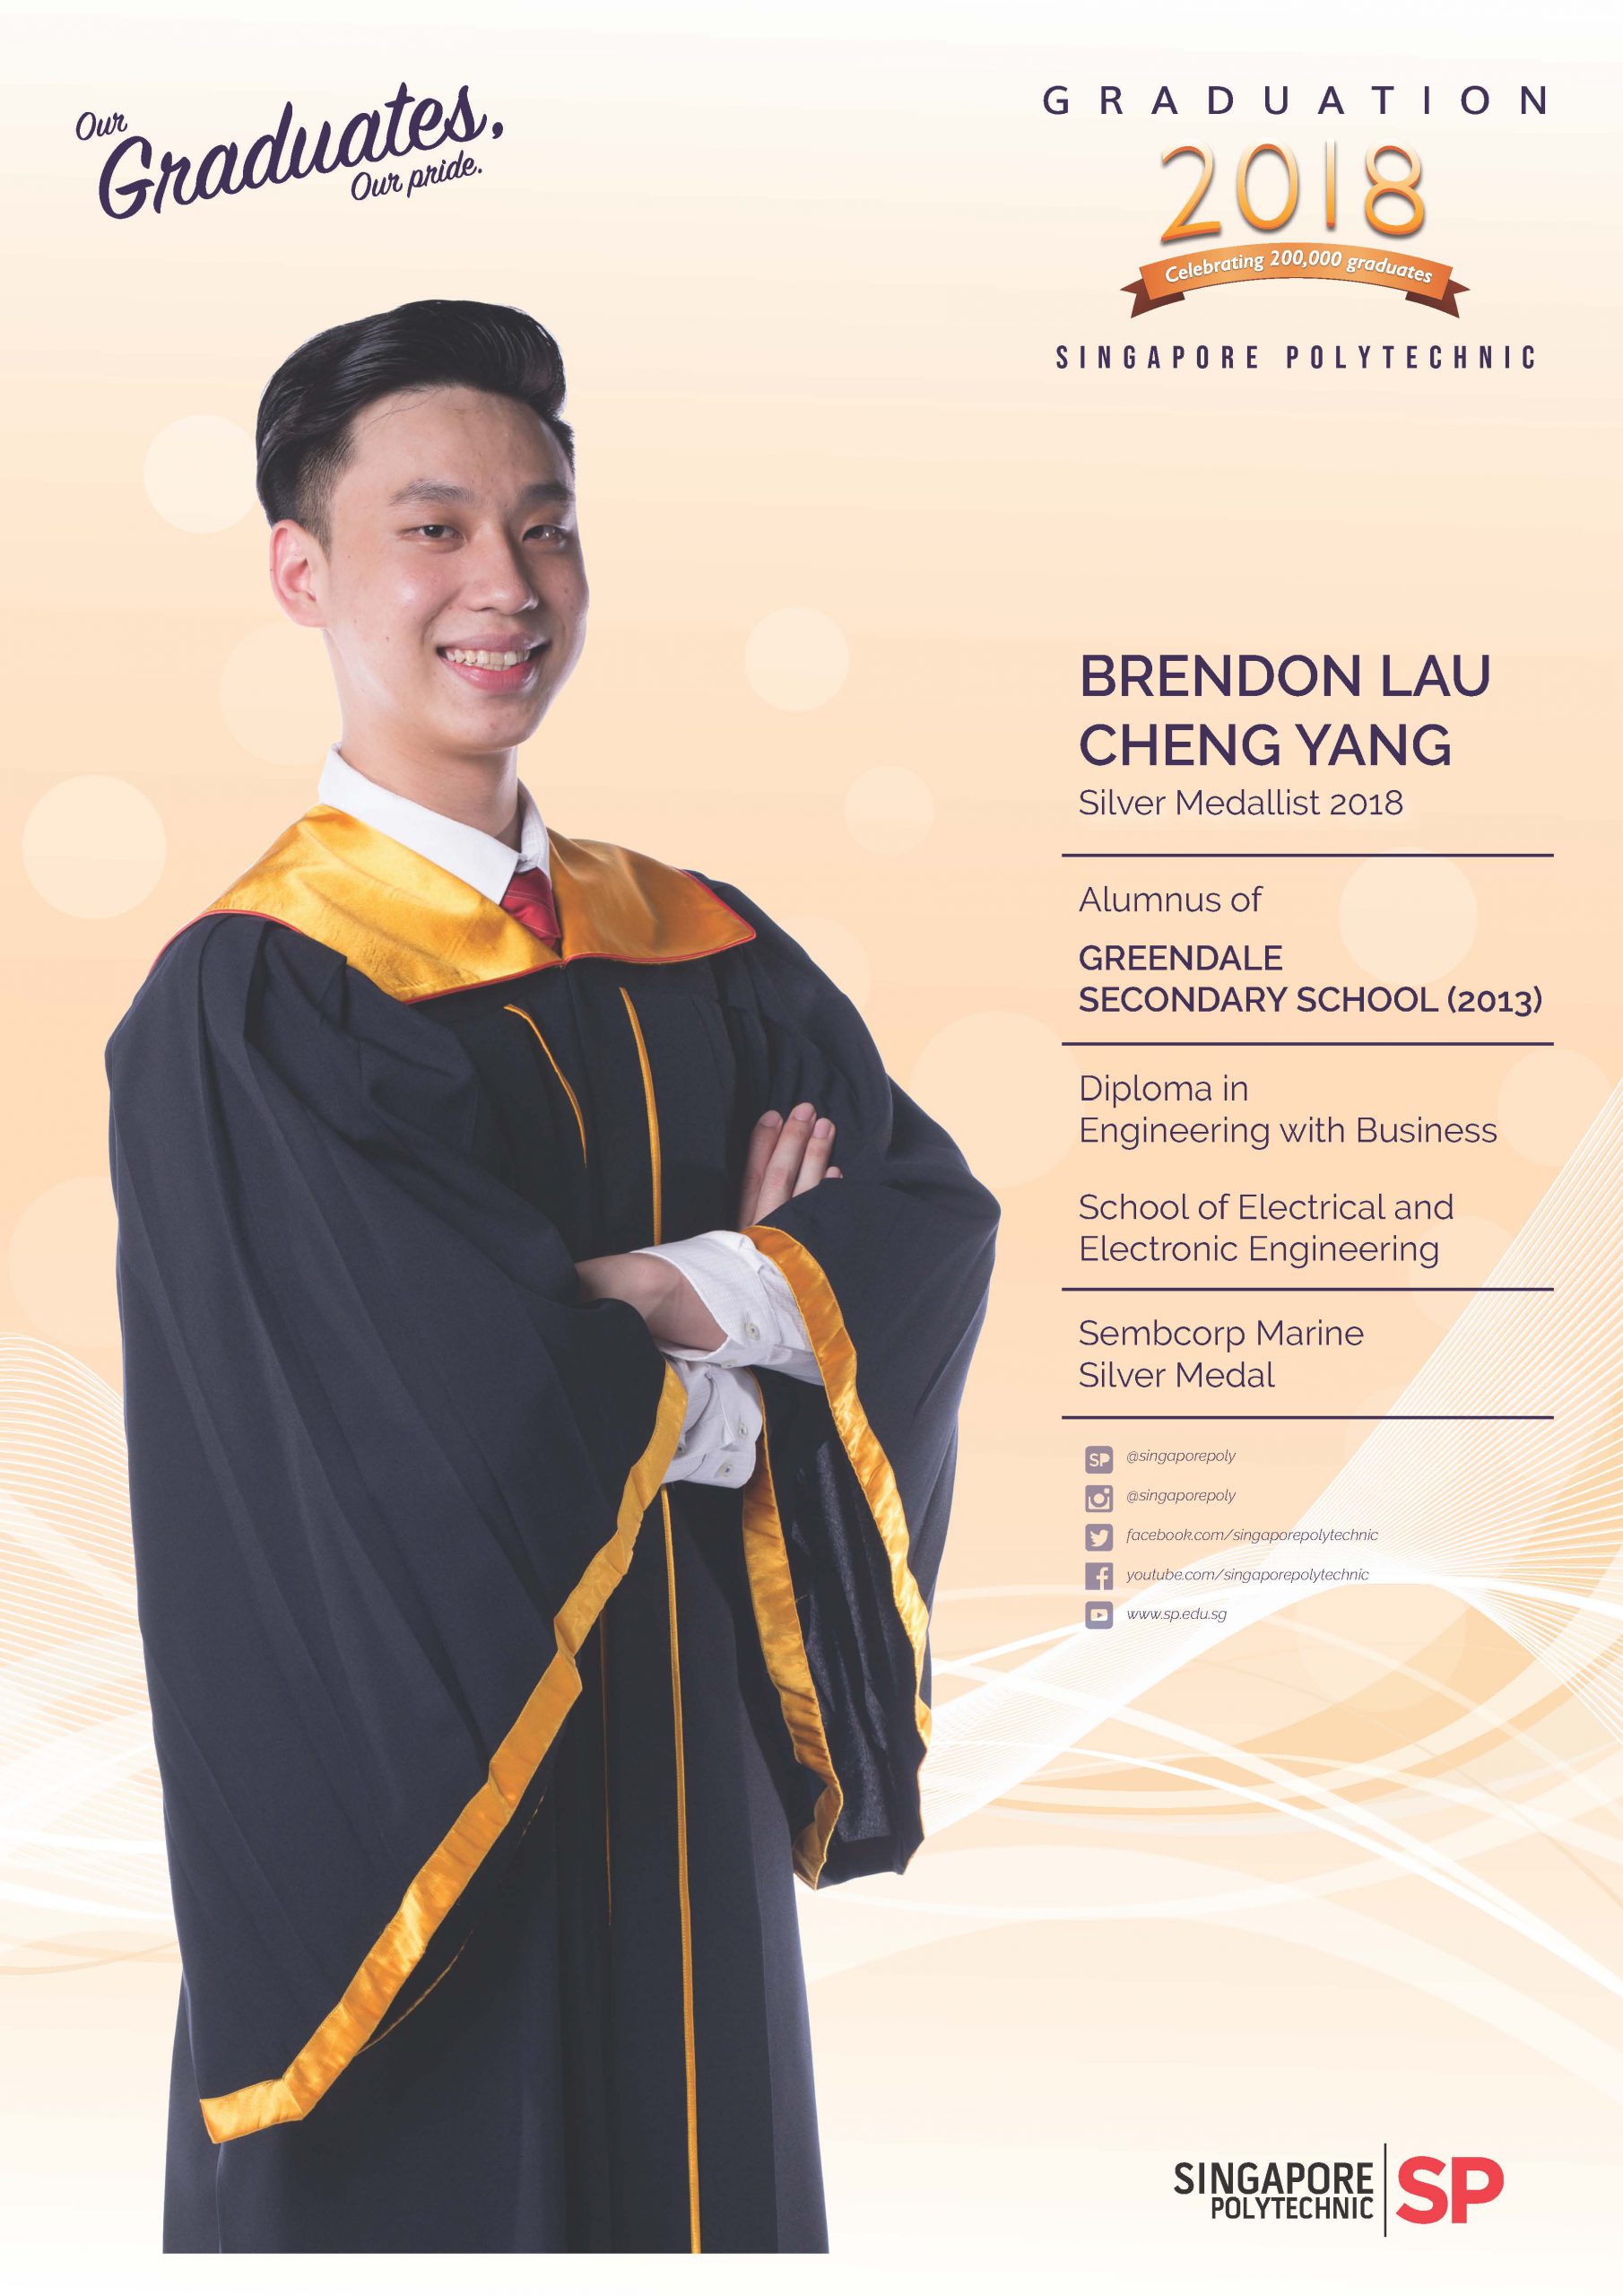 Our
Graduates,
Our pride.
GRADUATION
2018
Celebrating 200,000 graduates
SINGAPORE POLYTECHNIC
BRENDON LAU
CHENG YANG
Silver Medallist 2018
Alumnus of
GREENDALE
SECONDARY SCHOOL (2013)
Diploma in
Engineering with Business
School of Electrical and
Electronic Engineering
Sembcorp Marine
Silver Medal
SP @singaporepoly
@singaporepoly
facebook.com/singaporepolytechnic
youtube.com/singaporepolytechnic
www.sp.edu.sg
SINGAPORE
POLYTECHNIC
SP